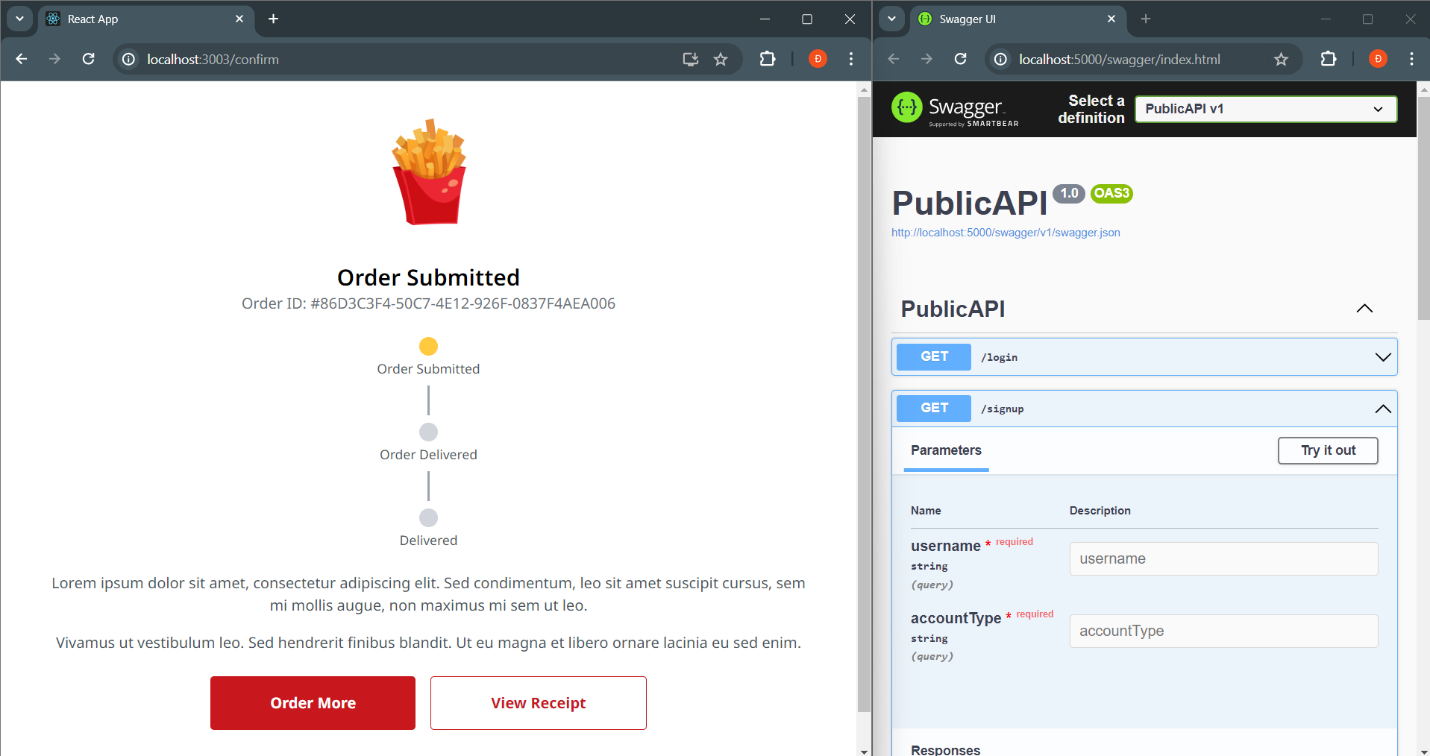 React App
localhost:3003/confirm
Đ
Order Submitted
Order ID: #86D3C3F4-50C7-4E12-926F-0837F4AEA006
Order Submitted
Order Delivered
Delivered
Lorem ipsum dolor sit amet, consectetur adipiscing elit. Sed condimentum, leo sit amet suscipit cursus, sem
mi mollis augue, non maximus mi sem ut leo.
Vivamus ut vestibulum leo. Sed hendrerit finibus blandit. Ut eu magna et libero ornare lacinia eu sed enim.
Order More
View Receipt
Swagger UI
localhost:5000/swagger/index.html
Đ
Swagger
Supported by SMARTBEAR
Select a
definition
PublicAPI v1
PublicAPI 1.0 OAS3
http://localhost:5000/swagger/v1/swagger.json
PublicAPI
GET /login
GET /signup
Parameters
Try it out
Name Description
username * required
string
(query)
username
accountType * required
string
(query)
accountType
Responses